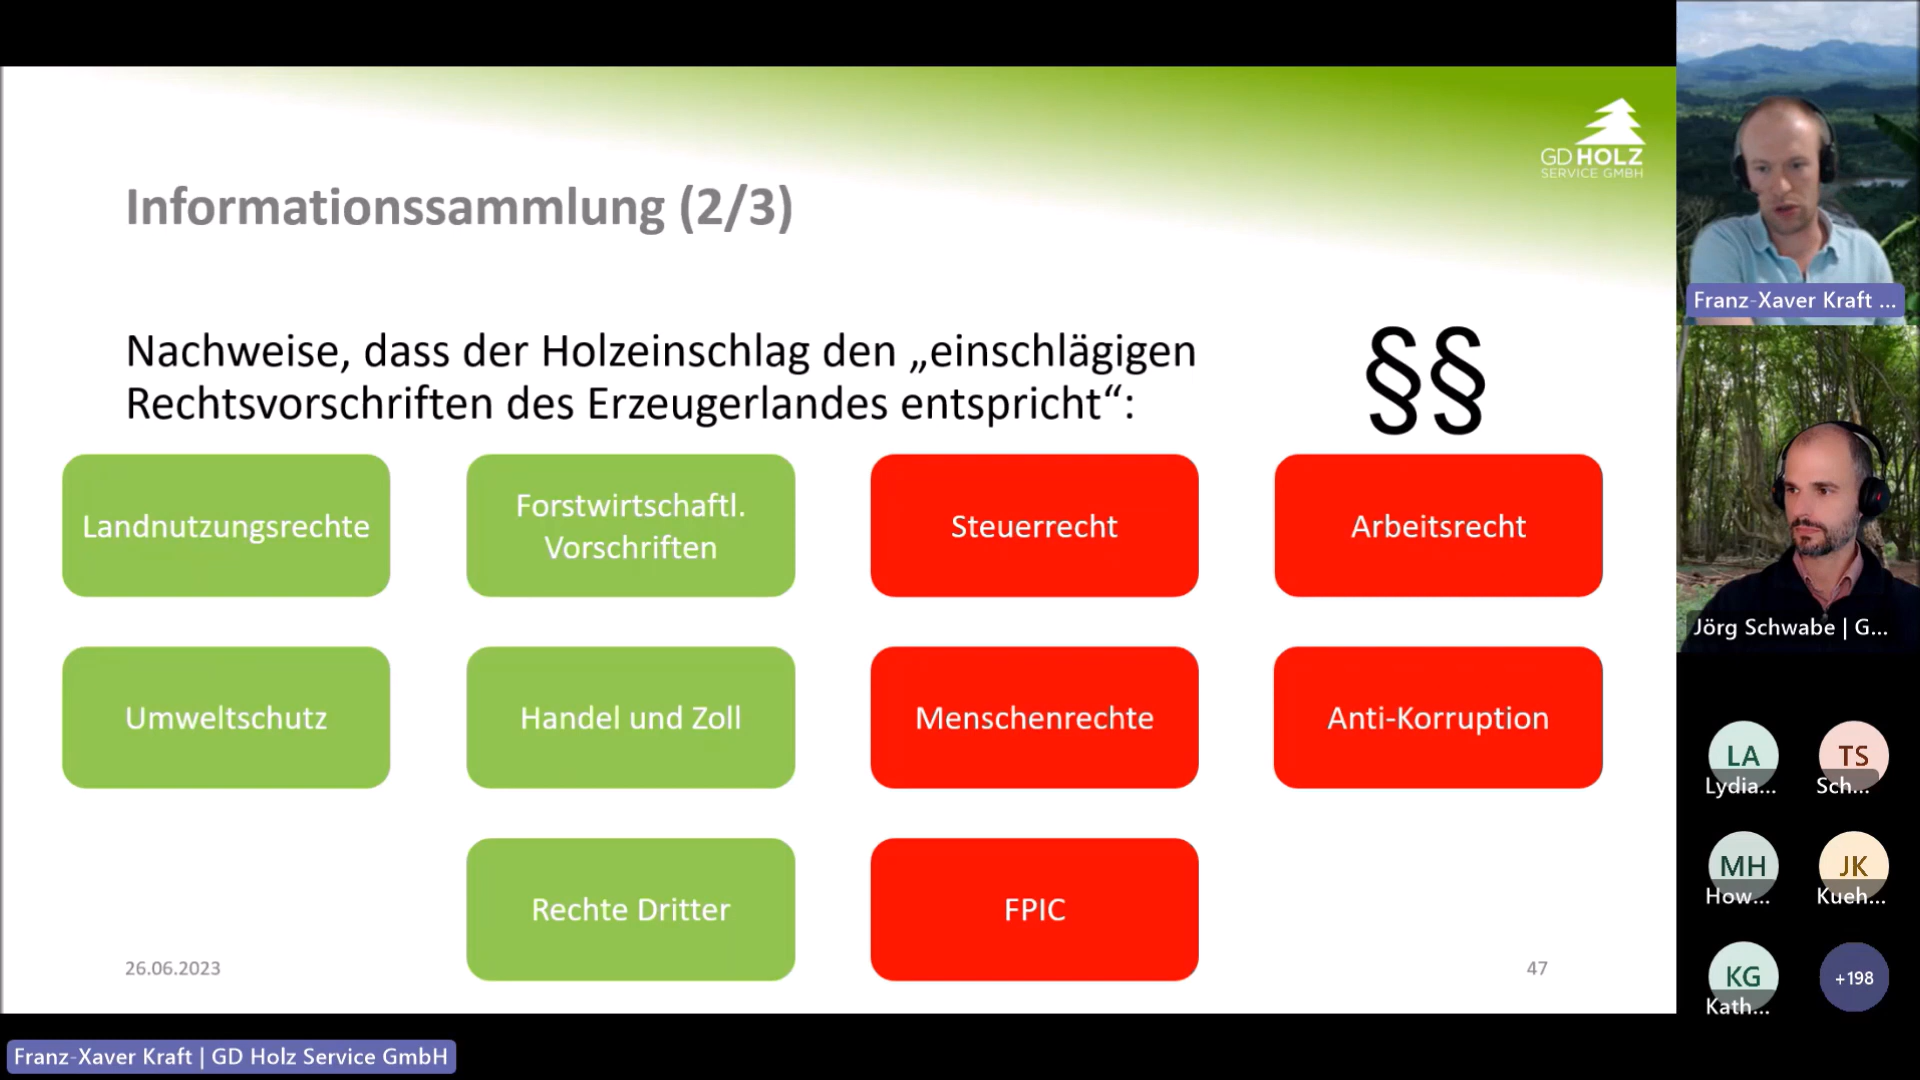 GD HOLZ
SERVICE GMBH
Informationssammlung (2/3)
Nachweise, dass der Holzeinschlag den „einschlägigen
Rechtsvorschriften des Erzeugerlandes entspricht“:
§§
Landnutzungsrechte
Forstwirtschaftl.
Vorschriften
Steuerrecht
Arbeitsrecht
Umweltschutz
Handel und Zoll
Menschenrechte
Anti-Korruption
Rechte Dritter
FPIC
26.06.2023
47
Franz-Xaver Kraft ...
Jörg Schwabe | G...
LA
Lydia...
TS
Sch...
MH
How...
JK
Kueh...
KG
Kath...
+198
Franz-Xaver Kraft | GD Holz Service GmbH